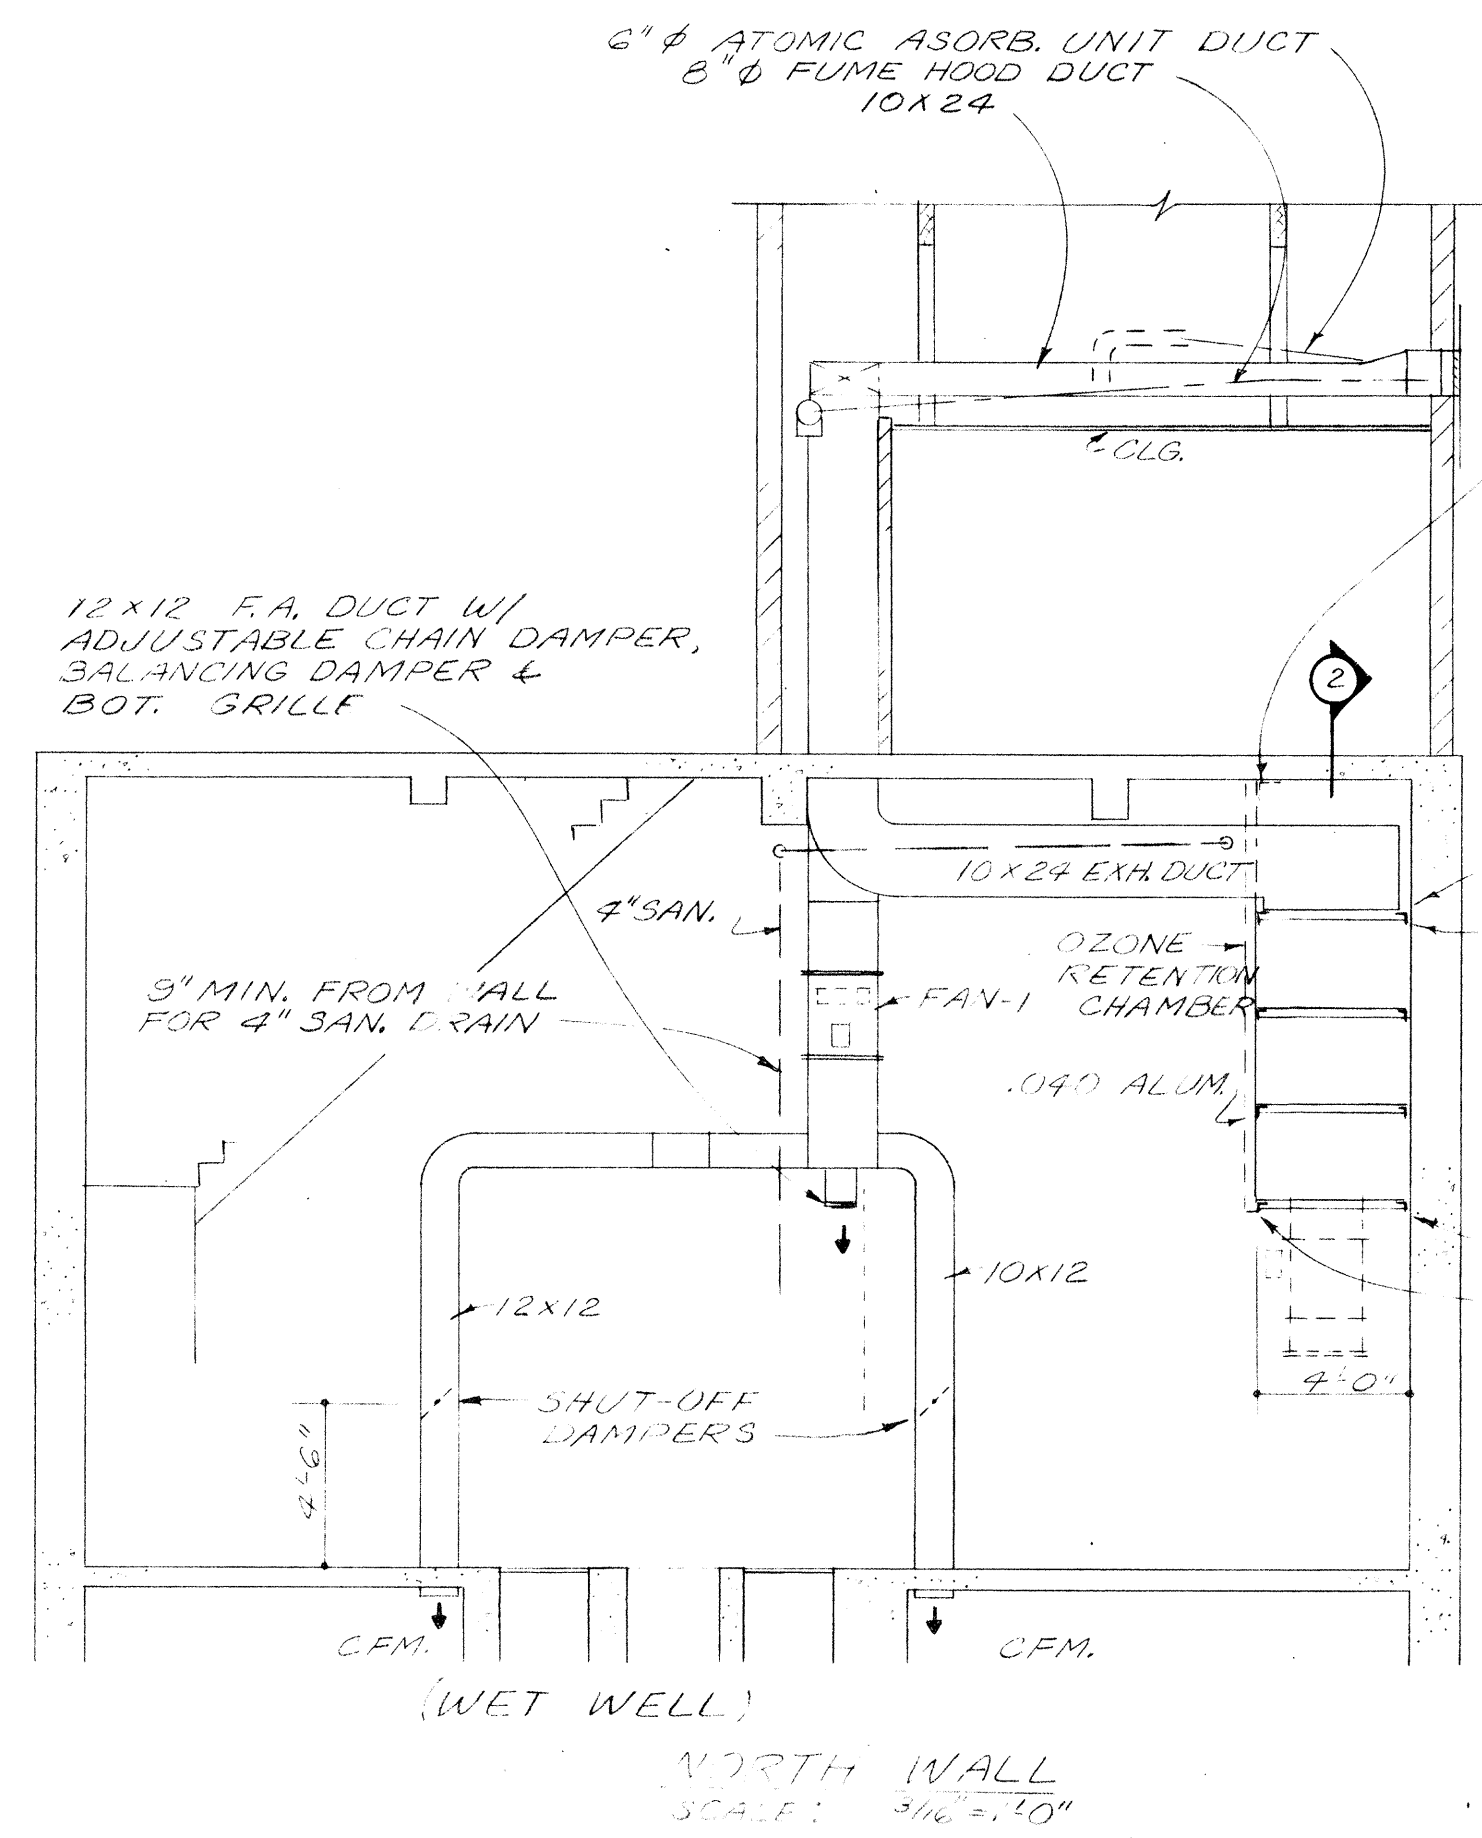 6"⌀ ATOMIC ASORB. UNIT DUCT
8"⌀ FUME HOOD DUCT
10X24
CLG.
12X12 F.A. DUCT W/
ADJUSTABLE CHAIN DAMPER,
BALANCING DAMPER &
BOT. GRILLE
2
10X24 EXH. DUCT
4"SAN.
OZONE
RETENTION
CHAMBER
9" MIN. FROM WALL
FOR 4" SAN. DRAIN
FAN-1
.040 ALUM.
10X12
12X12
SHUT-OFF
DAMPERS
4'-0"
4'-6"
CFM.
CFM.
(WET WELL)
NORTH WALL
SCALE: 3/16"=1'-0"